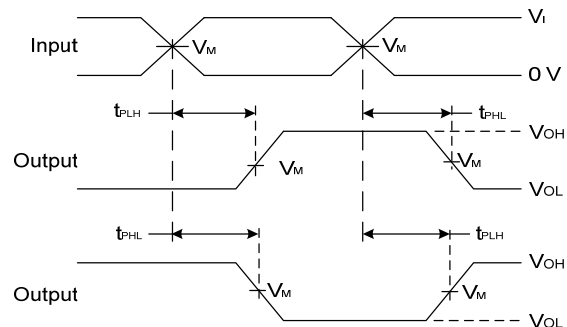 Input VM VM VI
0 V
tPLH tPHL
Output VM VM VOH
VOL
tPHL tPLH
Output VM VM VOH
VOL